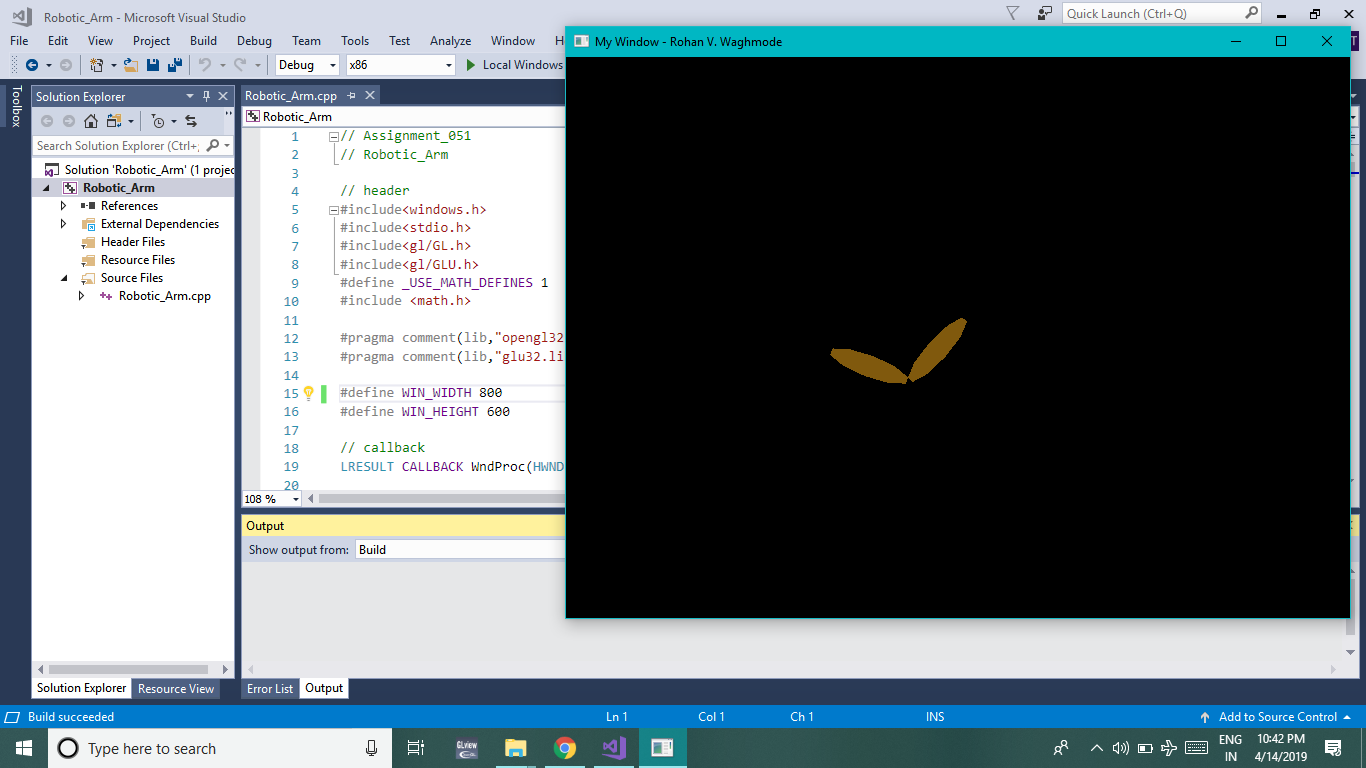 Robotic_Arm - Microsoft Visual Studio
Quick Launch (Ctrl+Q)
File Edit View Project Build Debug Team Tools Test Analyze Window H
Debug x86 Local Windows
My Window - Rohan V. Waghmode
Toolbox
Solution Explorer
Search Solution Explorer (Ctrl+;
Solution 'Robotic_Arm' (1 projec
Robotic_Arm
References
External Dependencies
Header Files
Resource Files
Source Files
Robotic_Arm.cpp
Solution Explorer Resource View
Robotic_Arm.cpp
Robotic_Arm
1 // Assignment_051
2 // Robotic_Arm
3
4 // header
5 #include<windows.h>
6 #include<stdio.h>
7 #include<gl/GL.h>
8 #include<gl/GLU.h>
9 #define _USE_MATH_DEFINES 1
10 #include <math.h>
11
12 #pragma comment(lib,"opengl32
13 #pragma comment(lib,"glu32.li
14
15 #define WIN_WIDTH 800
16 #define WIN_HEIGHT 600
17
18 // callback
19 LRESULT CALLBACK WndProc(HWND
20
108 %
Output
Show output from: Build
Error List Output
Build succeeded Ln 1 Col 1 Ch 1 INS Add to Source Control
Type here to search
GLview
ENG
IN
10:42 PM
4/14/2019